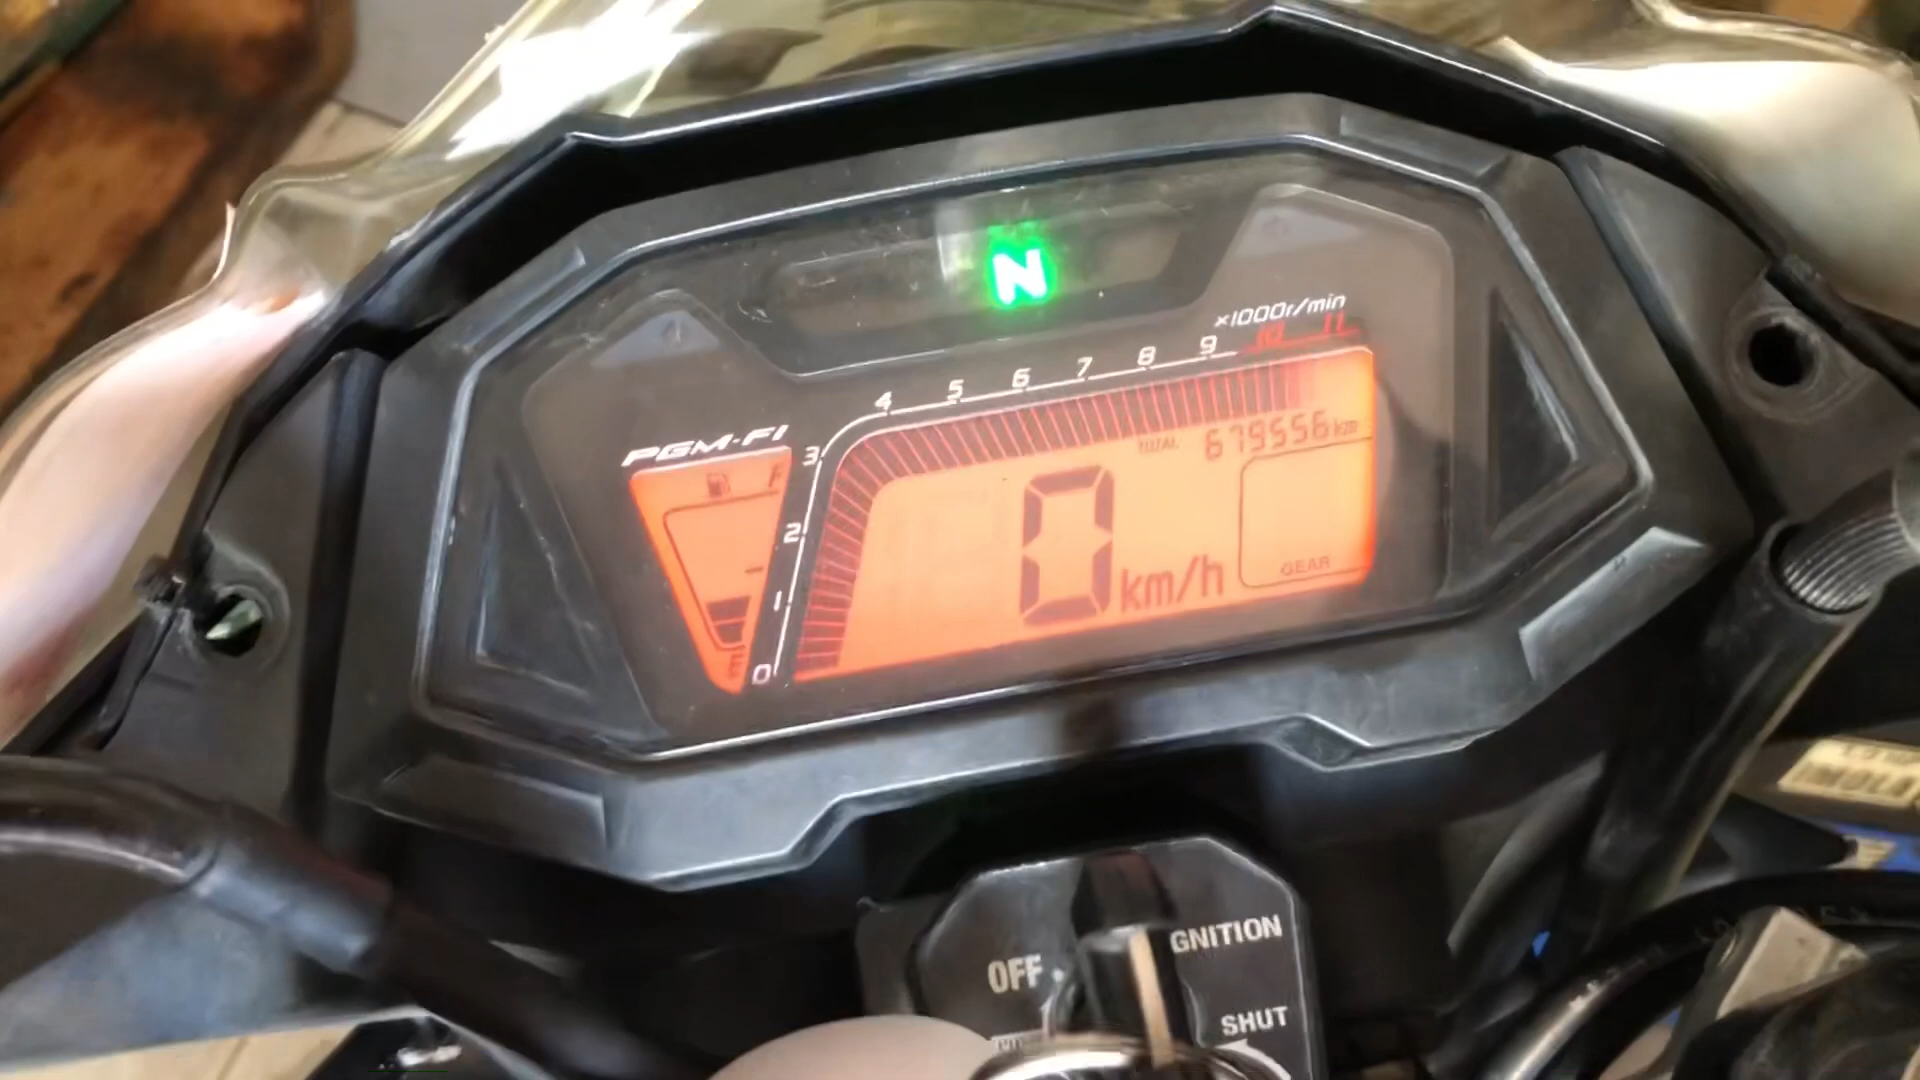 N
×1000r/min
4 5 6 7 8 9 10 11
PGM-FI
F
3
TOTAL 679556 km
2
0 km/h
GEAR
1
E
0
IGNITION
OFF
SHUT